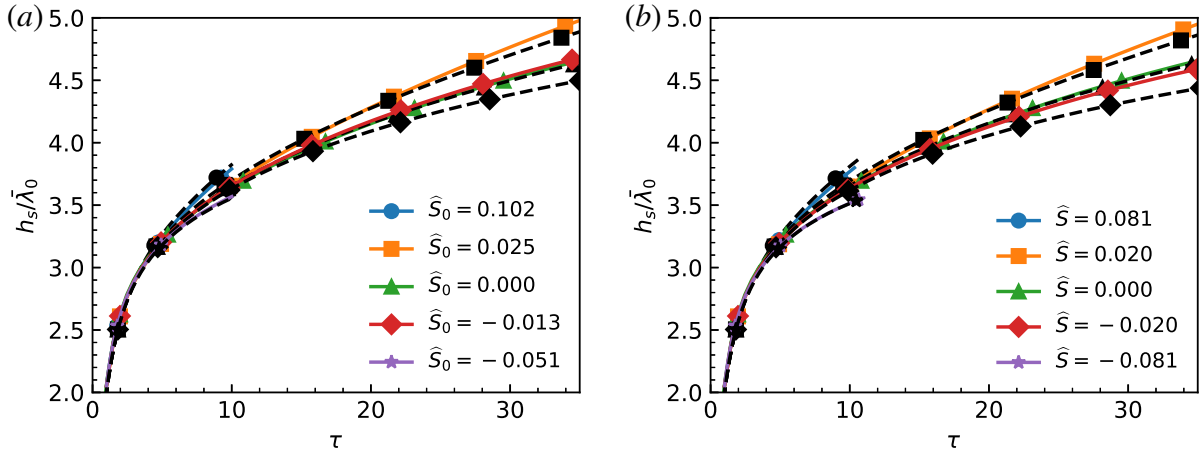 (a)
5.0
4.5
4.0
3.5
3.0
2.5
2.0
h_s/λ̄_0
0 10 20 30
τ
Ŝ_0 = 0.102
Ŝ_0 = 0.025
Ŝ_0 = 0.000
Ŝ_0 = −0.013
Ŝ_0 = −0.051
(b)
5.0
4.5
4.0
3.5
3.0
2.5
2.0
h_s/λ̄_0
0 10 20 30
τ
Ŝ = 0.081
Ŝ = 0.020
Ŝ = 0.000
Ŝ = −0.020
Ŝ = −0.081